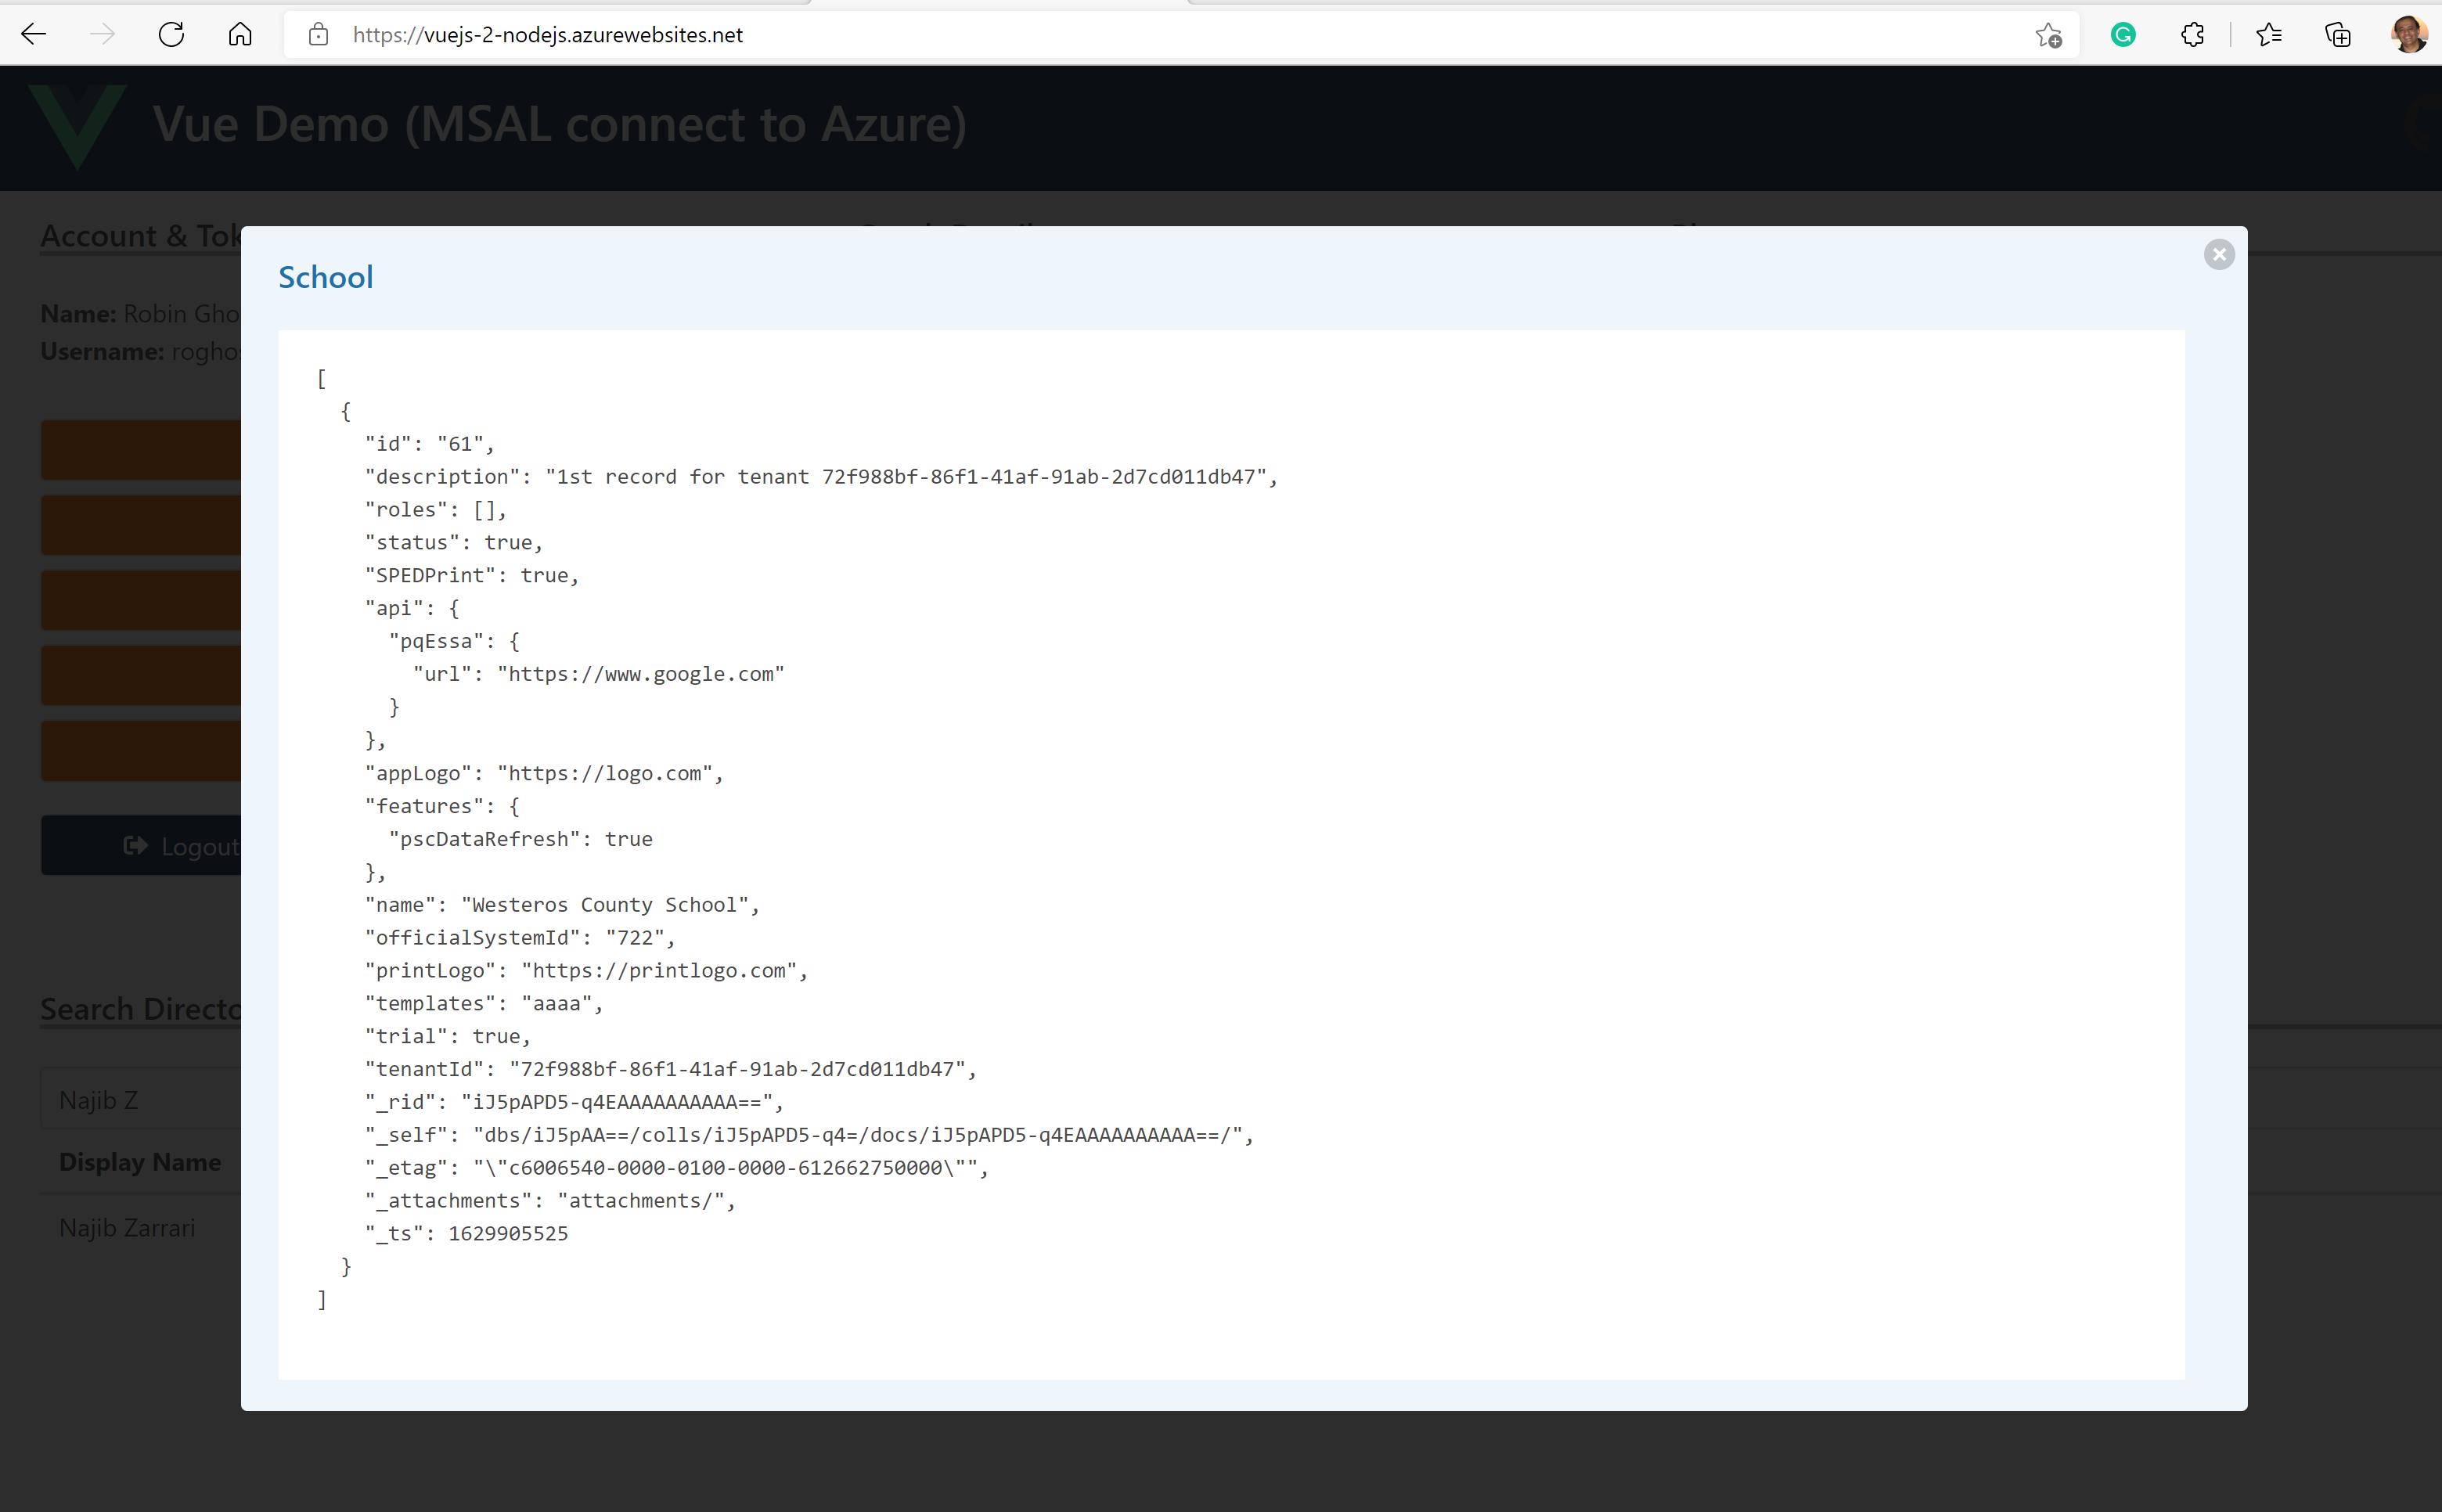 https://vuejs-2-nodejs.azurewebsites.net
Vue Demo (MSAL connect to Azure)
Account & Tok
School
Name: Robin Gho
Username: rogho
[
{
"id": "61",
"description": "1st record for tenant 72f988bf-86f1-41af-91ab-2d7cd011db47",
"roles": [],
"status": true,
"SPEDPrint": true,
"api": {
"pqEssa": {
"url": "https://www.google.com"
}
},
"appLogo": "https://logo.com",
"features": {
"pscDataRefresh": true
},
Logout
"name": "Westeros County School",
"officialSystemId": "722",
"printLogo": "https://printlogo.com",
"templates": "aaaa",
"trial": true,
"tenantId": "72f988bf-86f1-41af-91ab-2d7cd011db47",
"_rid": "iJ5pAPD5-q4EAAAAAAAAAA==",
"_self": "dbs/iJ5pAA==/colls/iJ5pAPD5-q4=/docs/iJ5pAPD5-q4EAAAAAAAAAA==/",
"_etag": "\"c6006540-0000-0100-0000-612662750000\"",
"_attachments": "attachments/",
"_ts": 1629905525
}
]
Search Directo
Najib Z
Display Name
Najib Zarrari